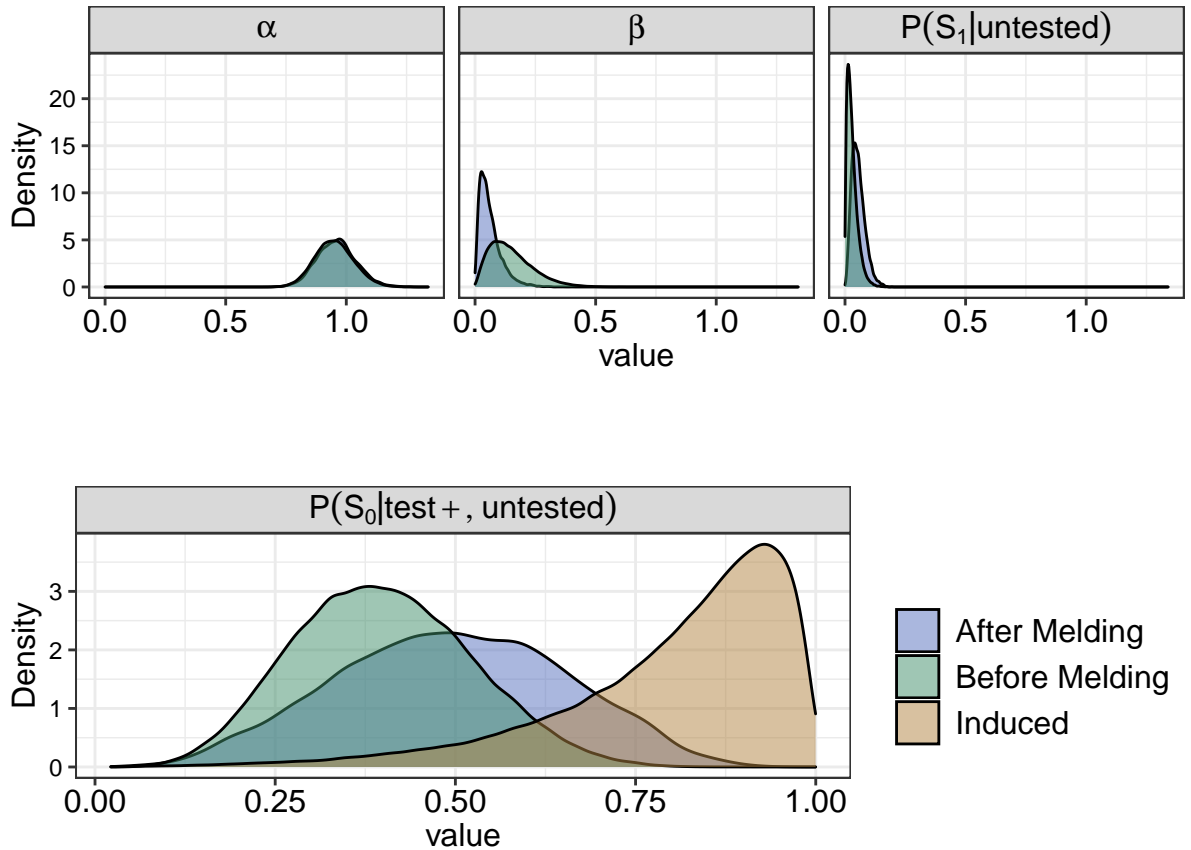 α β P(S₁|untested)
Density
20
15
10
5
0
0.0 0.5 1.0 0.0 0.5 1.0 0.0 0.5 1.0
value
P(S₀|test +, untested)
Density
3
2
1
0
0.00 0.25 0.50 0.75 1.00
value
After Melding
Before Melding
Induced